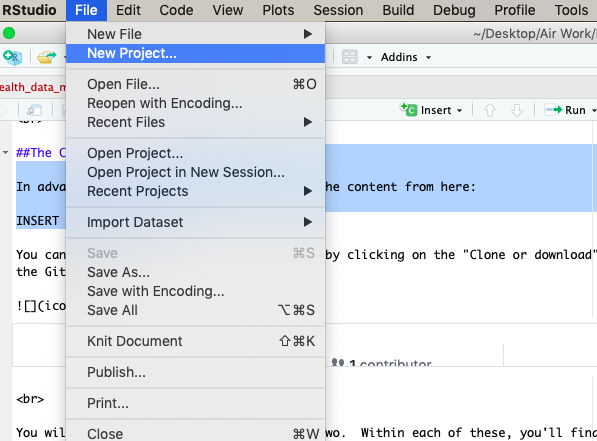 RStudio File Edit Code View Plots Session Build Debug Profile Tools
~/Desktop/Air Work/
New File
New Project...
Addins
ealth_data_m
Open File... ⌘O
Reopen with Encoding...
Recent Files
Insert
Run
##The C
Open Project...
Open Project in New Session...
Recent Projects
In adva
he content from here:
INSERT
Import Dataset
Save ⌘S
You can
by clicking on the "Clone or download"
the Git
Save As...
Save with Encoding...
Save All ⌥⌘S
![](ico
Knit Document ⇧⌘K
1 contributor
Publish...
<br>
Print...
Close ⌘W
You wil
wo. Within each of these, you'll find